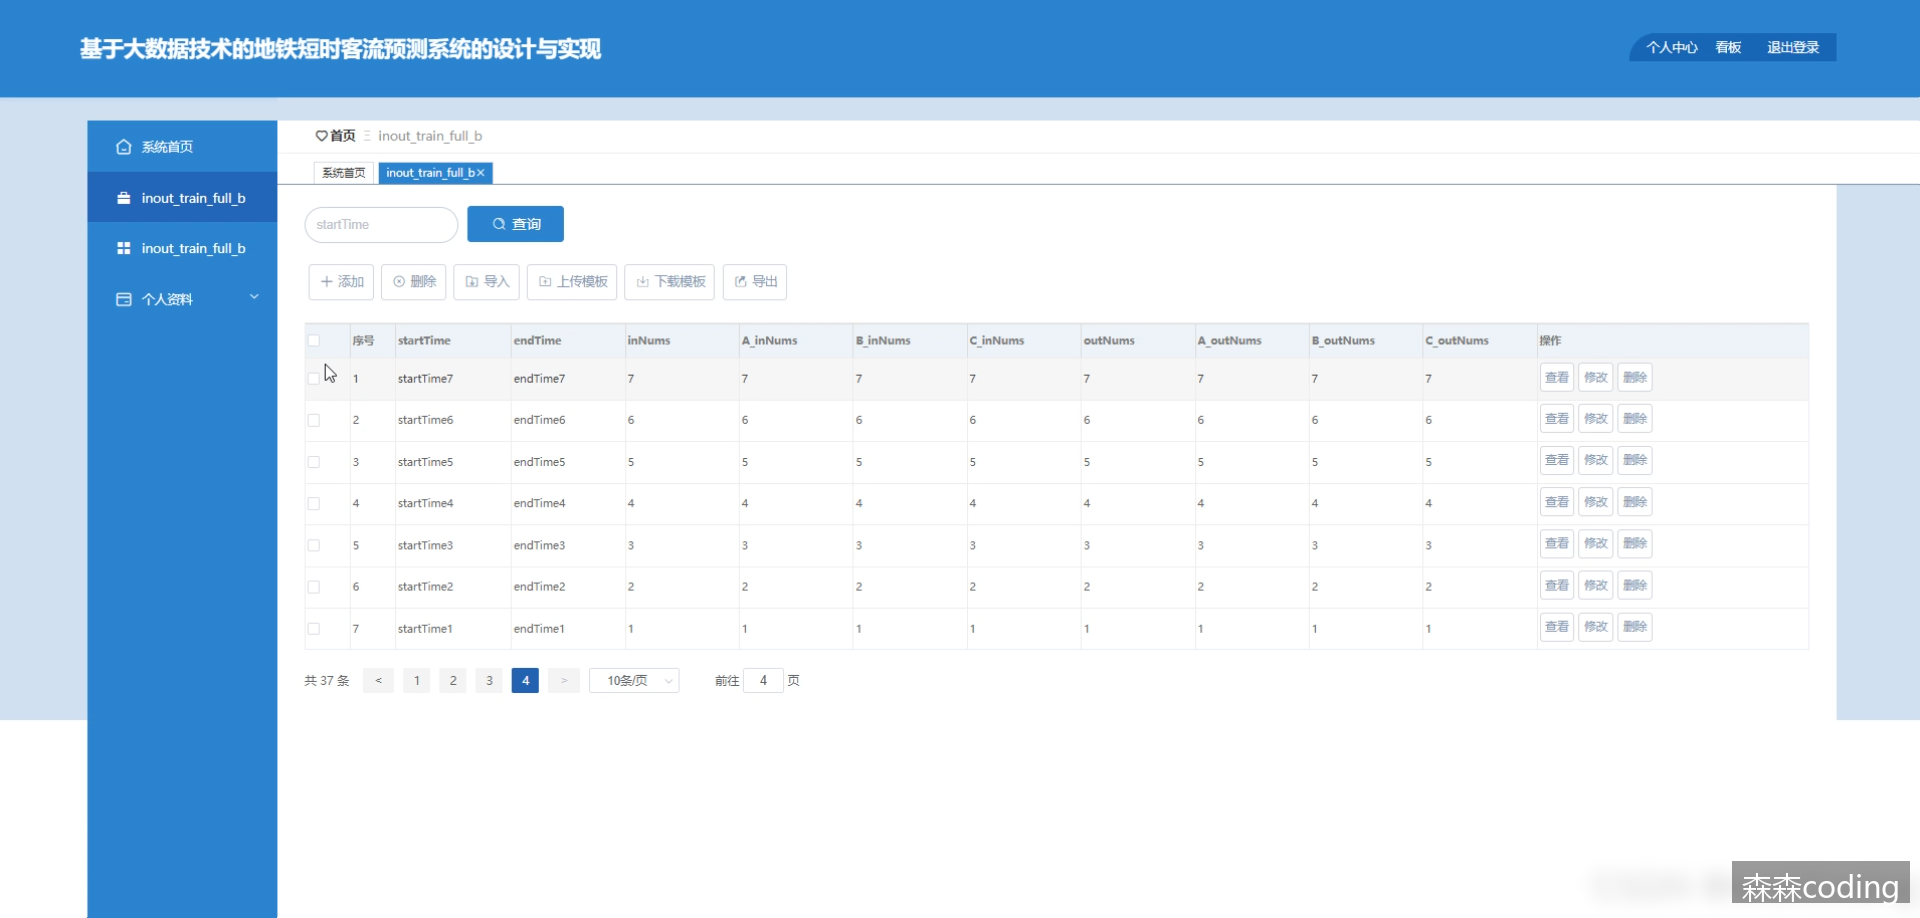 基于大数据技术的地铁短时客流预测系统的设计与实现
个人中心 看板 退出登录
系统首页
inout_train_full_b
inout_train_full_b
个人资料
首页 inout_train_full_b
系统首页 inout_train_full_b×
startTime 查询
添加 删除 导入 上传模板 下载模板 导出
序号 startTime endTime inNums A_inNums B_inNums C_inNums outNums A_outNums B_outNums C_outNums 操作
1 startTime7 endTime7 7 7 7 7 7 7 7 7 查看 修改 删除
2 startTime6 endTime6 6 6 6 6 6 6 6 6 查看 修改 删除
3 startTime5 endTime5 5 5 5 5 5 5 5 5 查看 修改 删除
4 startTime4 endTime4 4 4 4 4 4 4 4 4 查看 修改 删除
5 startTime3 endTime3 3 3 3 3 3 3 3 3 查看 修改 删除
6 startTime2 endTime2 2 2 2 2 2 2 2 2 查看 修改 删除
7 startTime1 endTime1 1 1 1 1 1 1 1 1 查看 修改 删除
共 37 条 < 1 2 3 4 > 10条/页 前往 4 页
森森coding